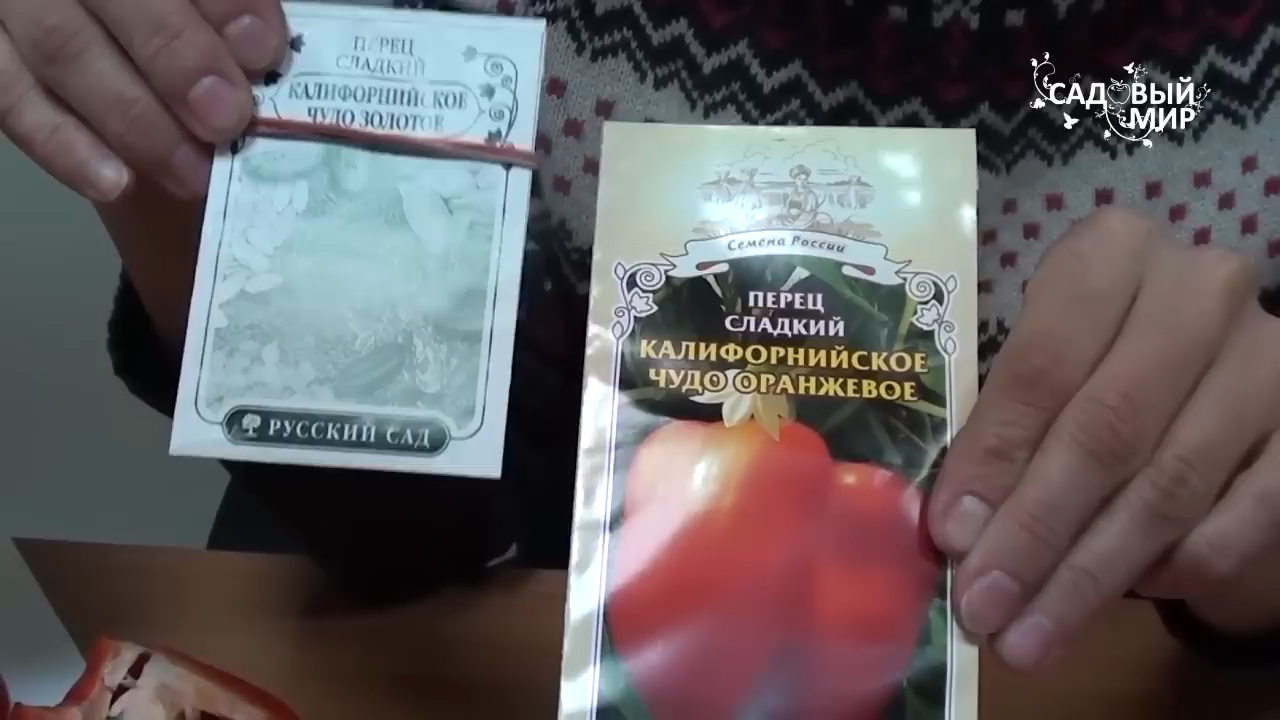 ПЕРЕЦ
СЛАДКИЙ
КАЛИФОРНИЙСКОЕ
ЧУДО ЗОЛОТОЕ
РУССКИЙ САД
Семена России
ПЕРЕЦ
СЛАДКИЙ
КАЛИФОРНИЙСКОЕ
ЧУДО ОРАНЖЕВОЕ
САДОВЫЙ
МИР